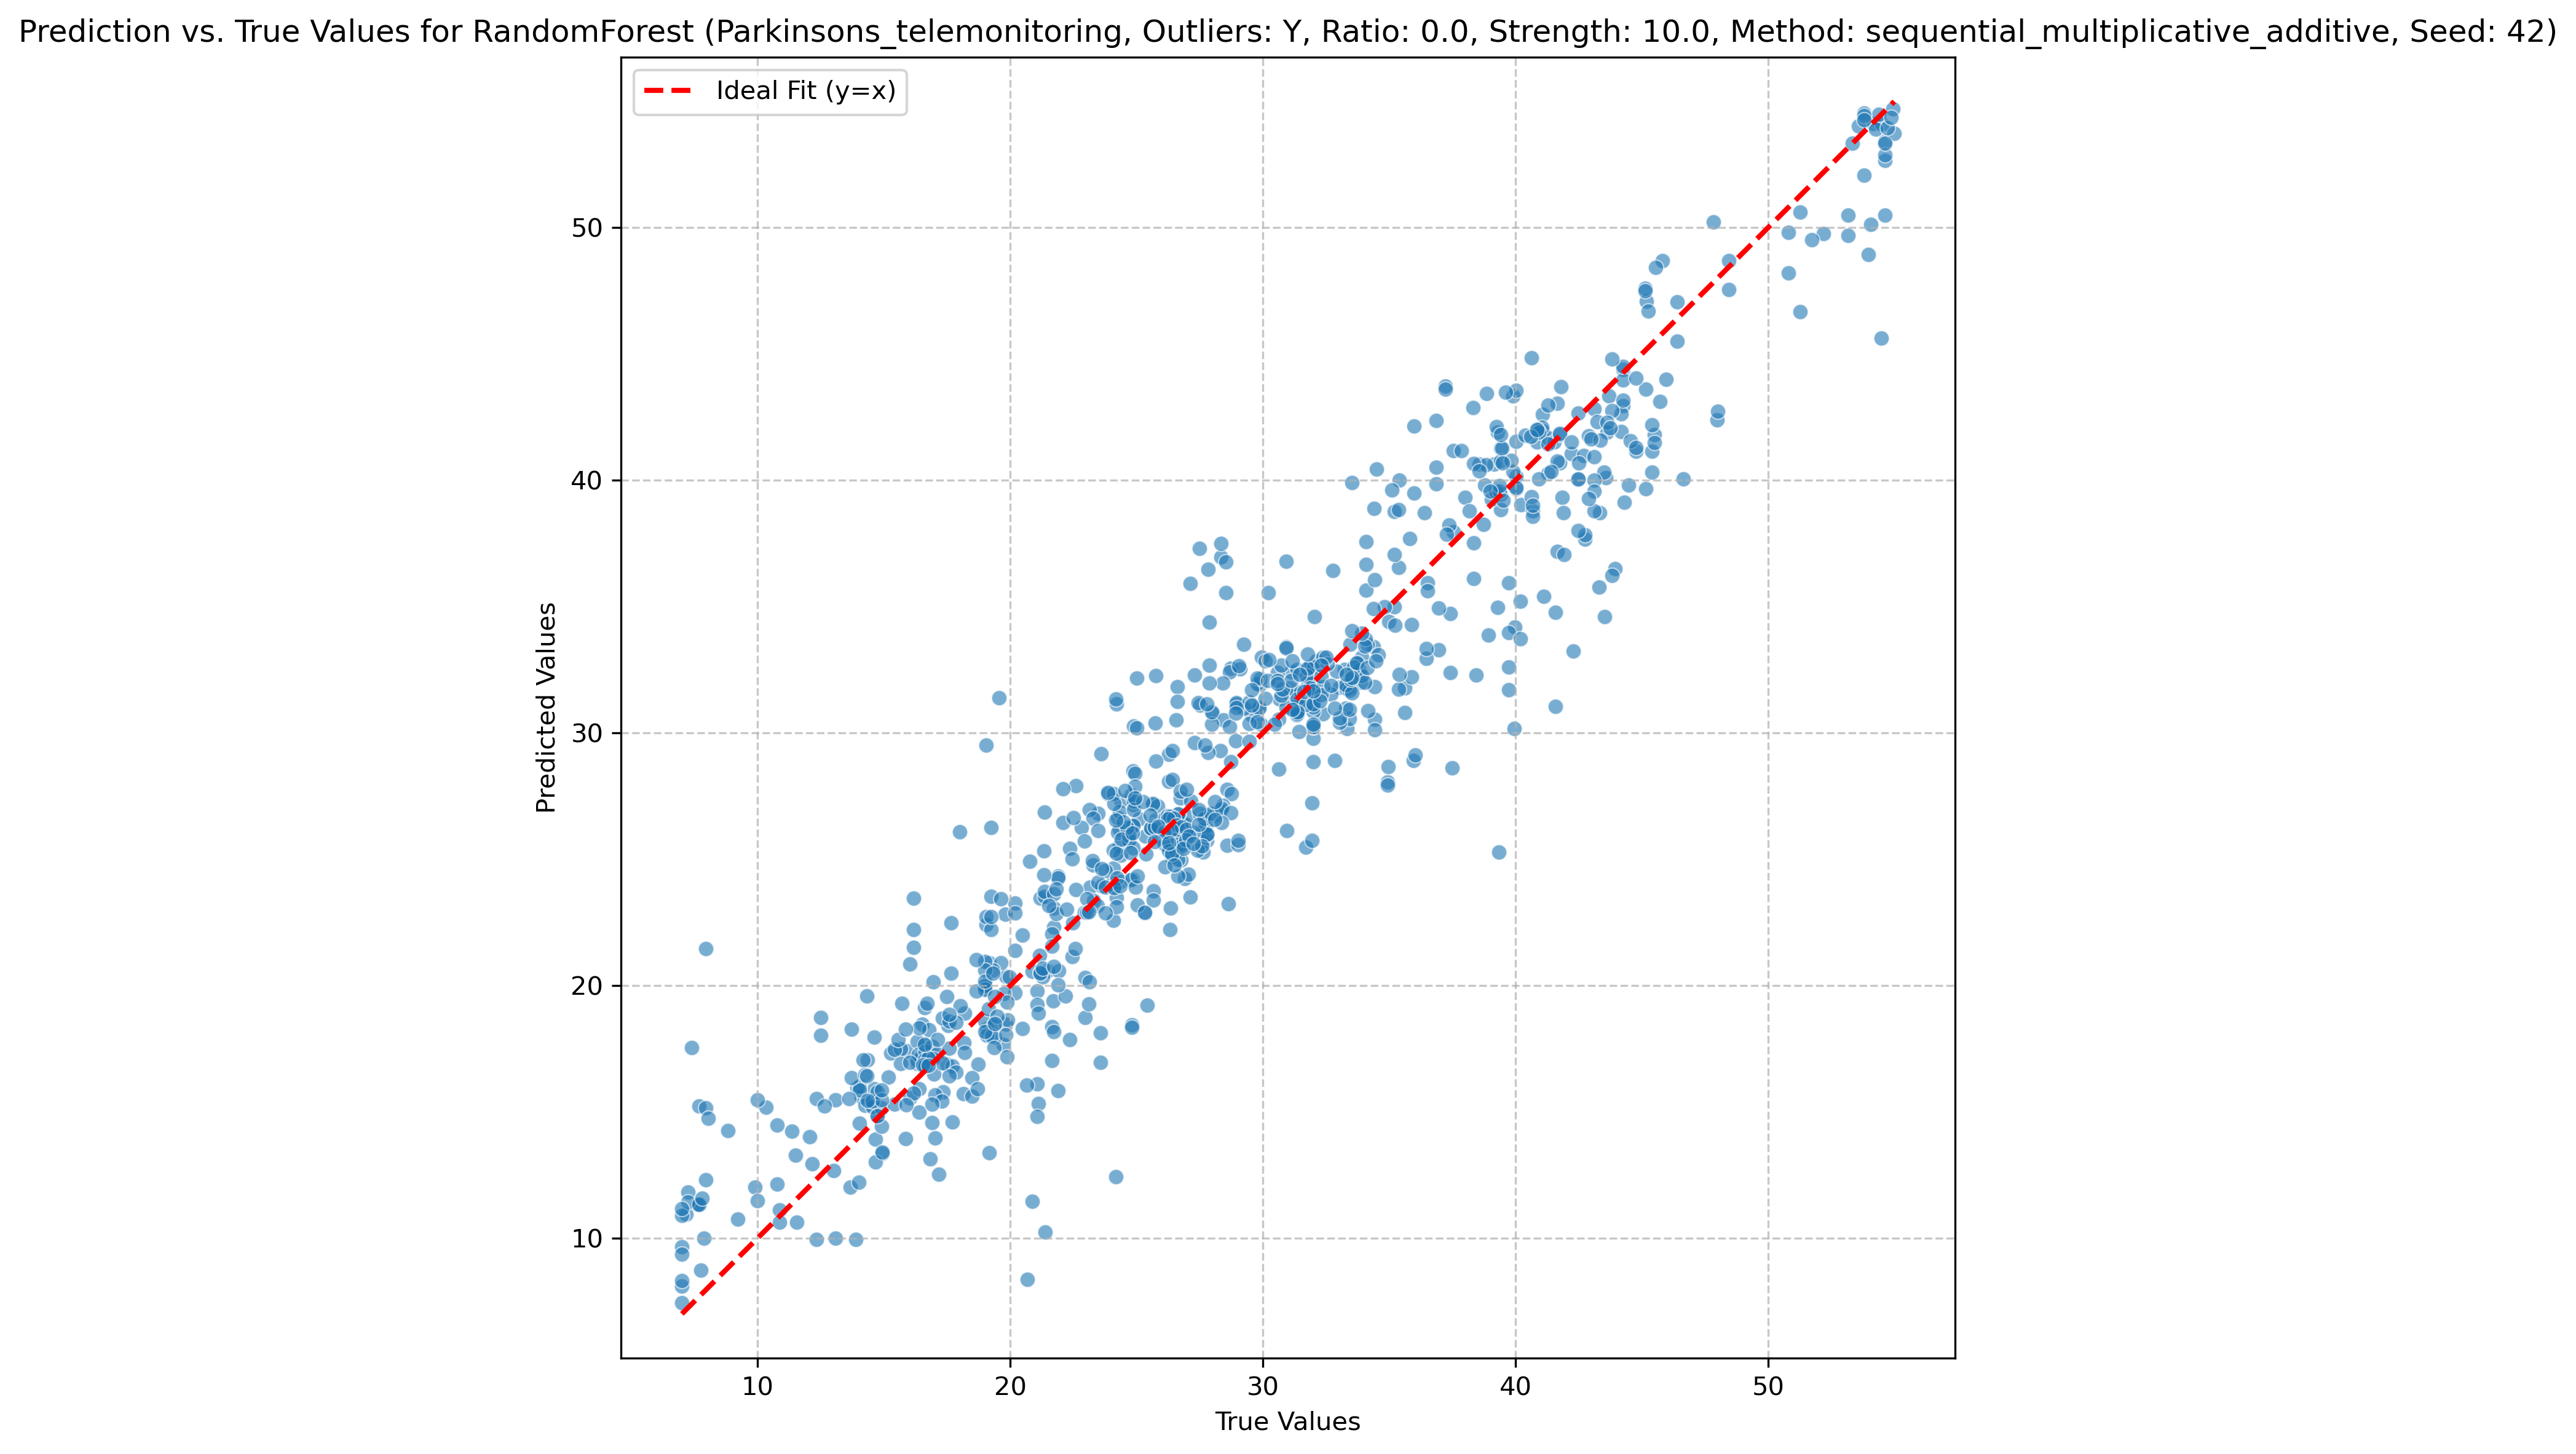 Prediction vs. True Values for RandomForest (Parkinsons_telemonitoring, Outliers: Y, Ratio: 0.0, Strength: 10.0, Method: sequential_multiplicative_additive, Seed: 42)
Ideal Fit (y=x)
Predicted Values
50
40
30
20
10
10 20 30 40 50
True Values